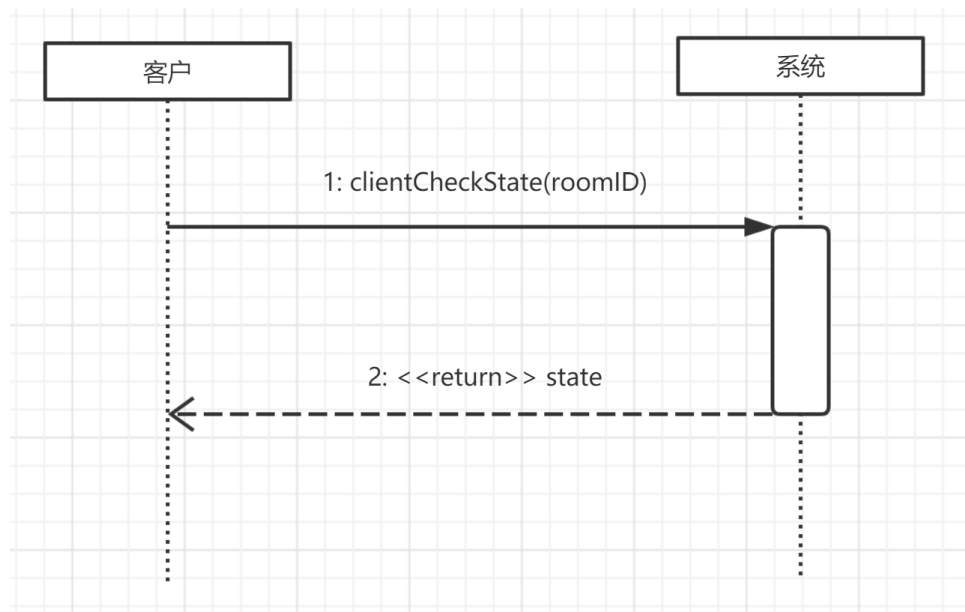 客户
系统
1: clientCheckState(roomID)
2: <<return>> state